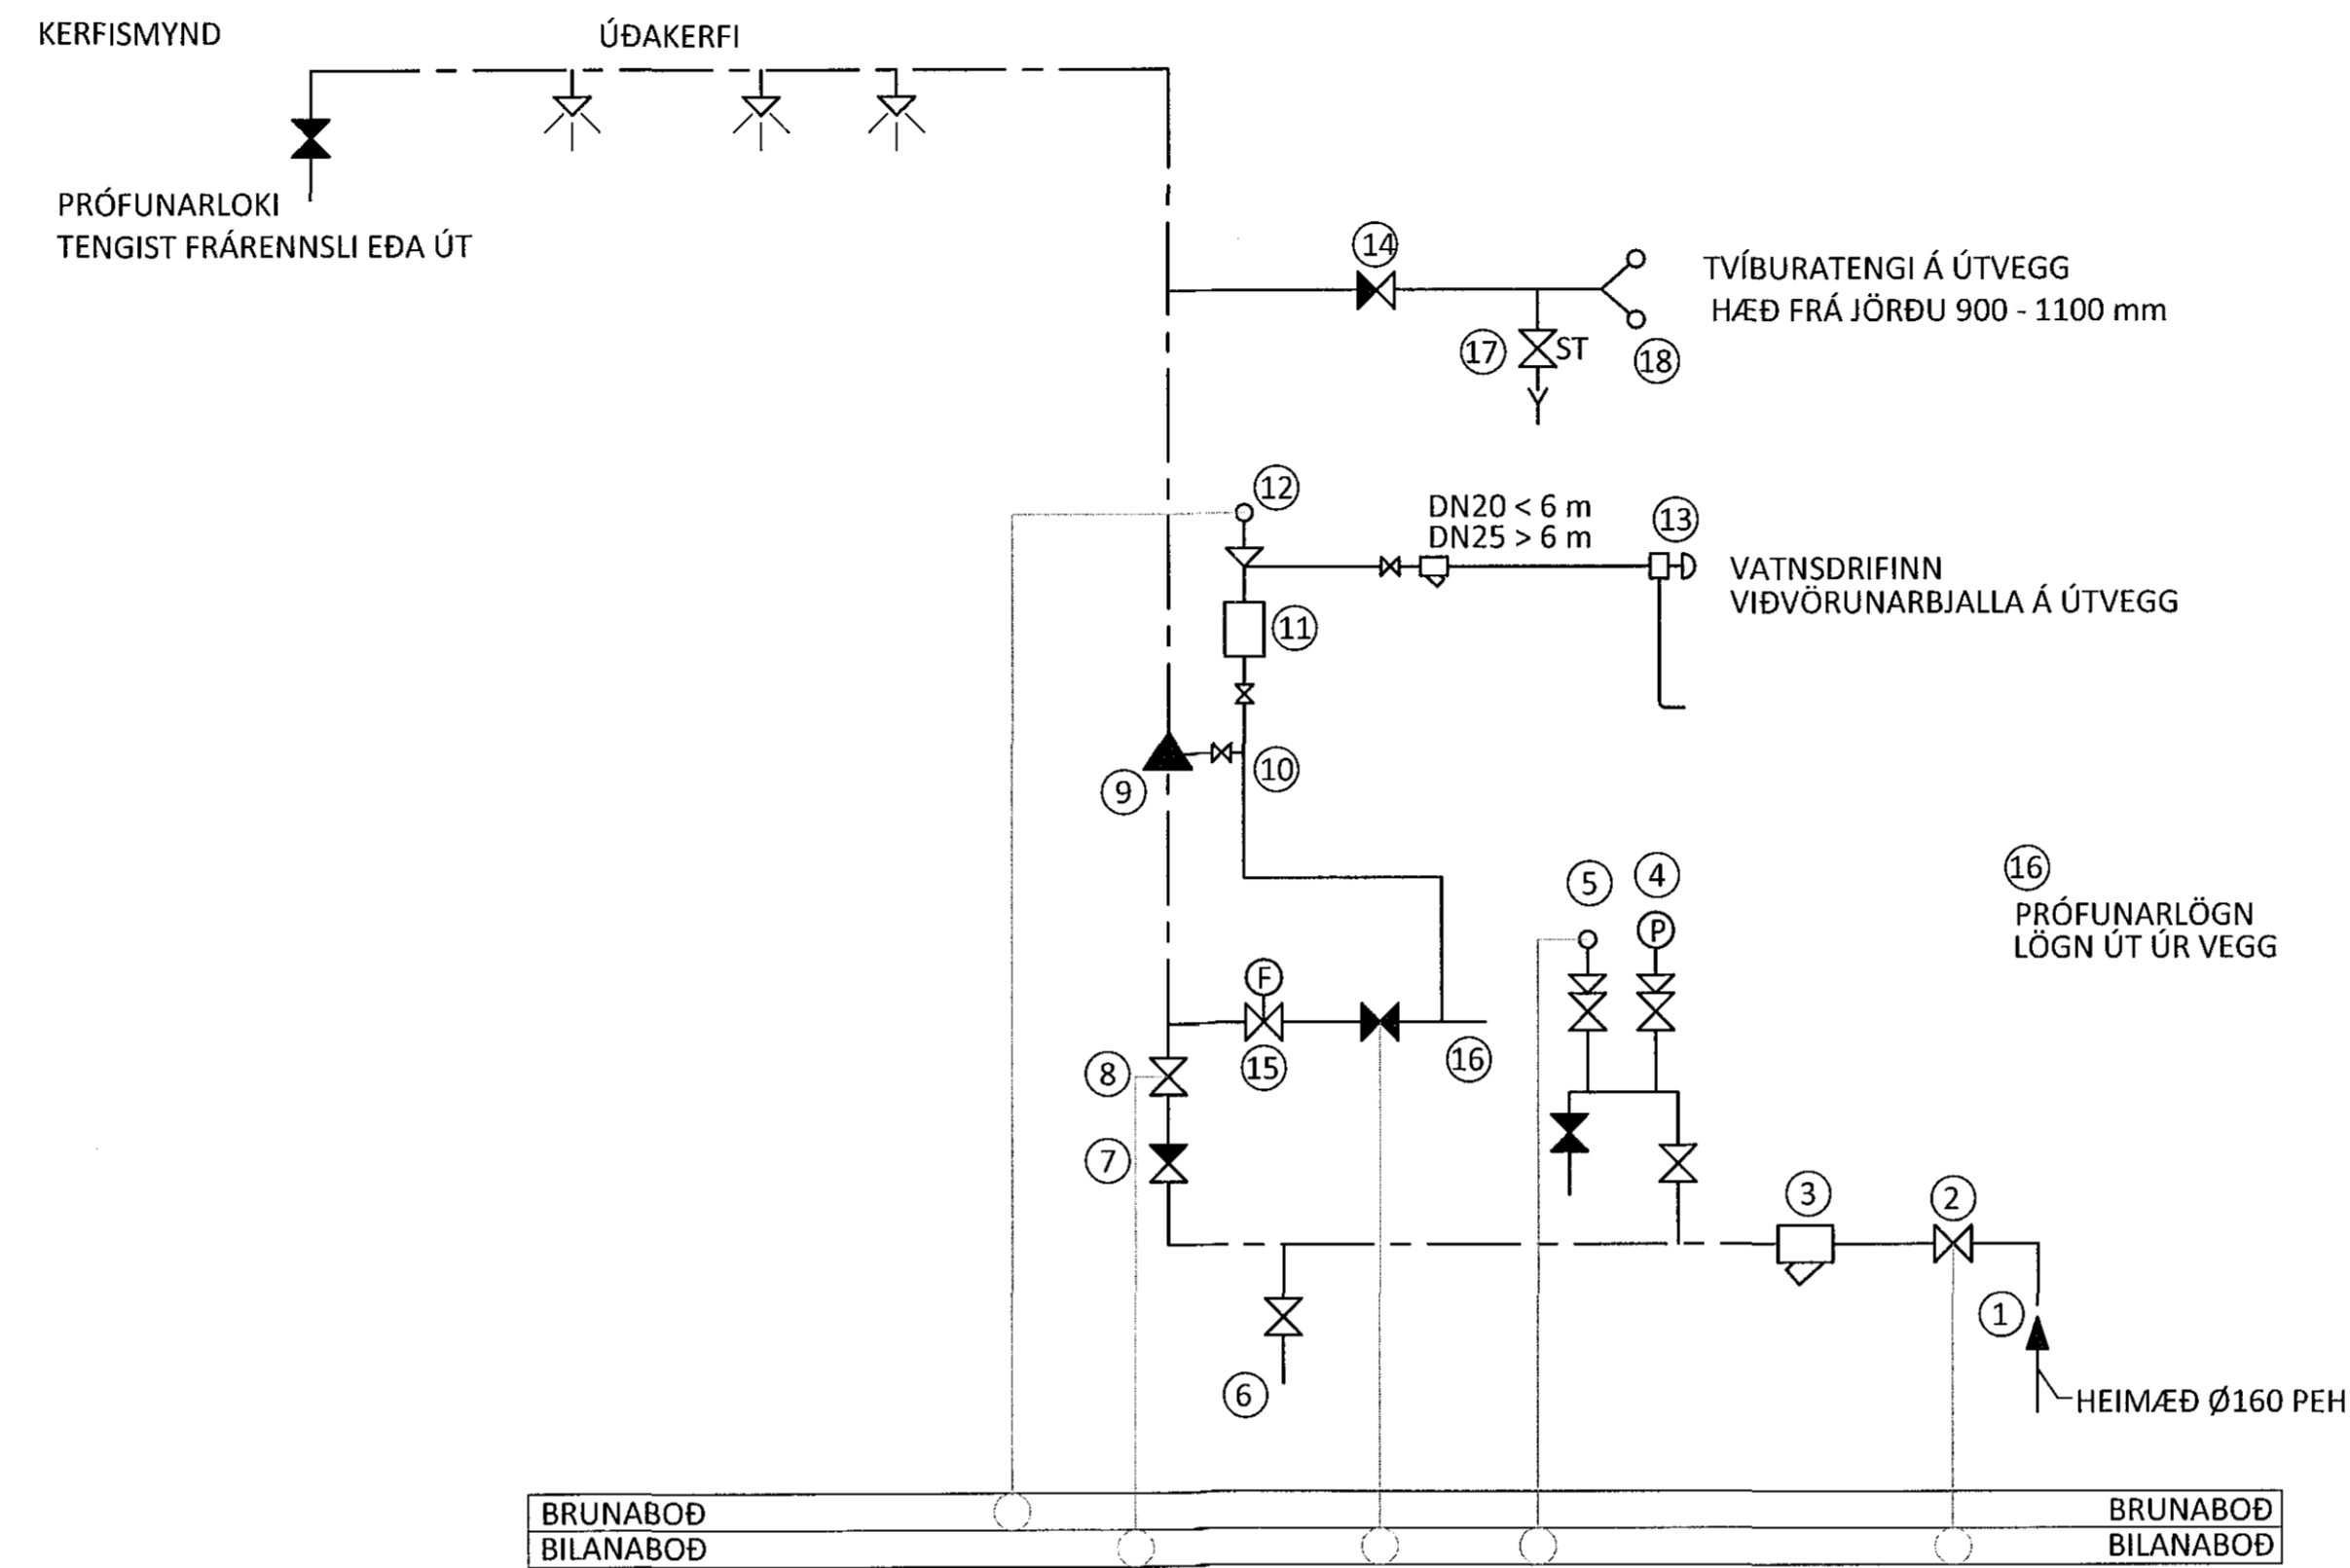 KERFISMYND
ÚÐAKERFI
PRÓFUNARLOKI
TENGIST FRÁRENNSLI EÐA ÚT
14
TVÍBURATENGI Á ÚTVEGG
HÆÐ FRÁ JÖRÐU 900 - 1100 mm
17
ST
18
12
DN20 < 6 m
DN25 > 6 m
13
VATNSDRIFINN
VIÐVÖRUNARBJALLA Á ÚTVEGG
11
10
9
5
4
P
16
PRÓFUNARLÖGN
LÖGN ÚT ÚR VEGG
F
15
16
8
7
3
2
1
6
HEIMÆÐ Ø160 PEH
BRUNABOÐ
BRUNABOÐ
BILANABOÐ
BILANABOÐ